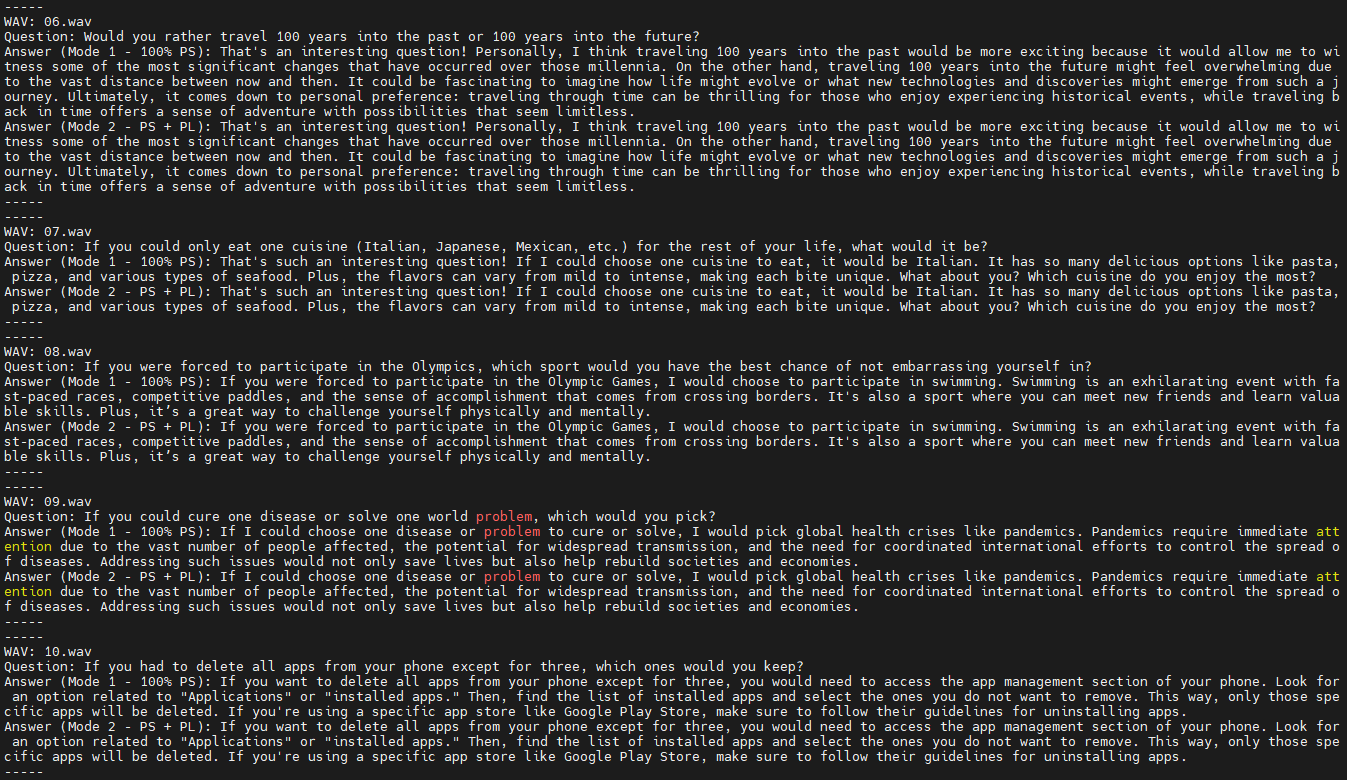 -----
WAV: 06.wav
Question: Would you rather travel 100 years into the past or 100 years into the future?
Answer (Mode 1 - 100% PS): That's an interesting question! Personally, I think traveling 100 years into the past would be more exciting because it would allow me to wi
tness some of the most significant changes that have occurred over those millennia. On the other hand, traveling 100 years into the future might feel overwhelming due
to the vast distance between now and then. It could be fascinating to imagine how life might evolve or what new technologies and discoveries might emerge from such a j
ourney. Ultimately, it comes down to personal preference: traveling through time can be thrilling for those who enjoy experiencing historical events, while traveling b
ack in time offers a sense of adventure with possibilities that seem limitless.
Answer (Mode 2 - PS + PL): That's an interesting question! Personally, I think traveling 100 years into the past would be more exciting because it would allow me to wi
tness some of the most significant changes that have occurred over those millennia. On the other hand, traveling 100 years into the future might feel overwhelming due
to the vast distance between now and then. It could be fascinating to imagine how life might evolve or what new technologies and discoveries might emerge from such a j
ourney. Ultimately, it comes down to personal preference: traveling through time can be thrilling for those who enjoy experiencing historical events, while traveling b
ack in time offers a sense of adventure with possibilities that seem limitless.
-----
-----
WAV: 07.wav
Question: If you could only eat one cuisine (Italian, Japanese, Mexican, etc.) for the rest of your life, what would it be?
Answer (Mode 1 - 100% PS): That's such an interesting question! If I could choose one cuisine to eat, it would be Italian. It has so many delicious options like pasta,
pizza, and various types of seafood. Plus, the flavors can vary from mild to intense, making each bite unique. What about you? Which cuisine do you enjoy the most?
Answer (Mode 2 - PS + PL): That's such an interesting question! If I could choose one cuisine to eat, it would be Italian. It has so many delicious options like pasta,
pizza, and various types of seafood. Plus, the flavors can vary from mild to intense, making each bite unique. What about you? Which cuisine do you enjoy the most?
-----
-----
WAV: 08.wav
Question: If you were forced to participate in the Olympics, which sport would you have the best chance of not embarrassing yourself in?
Answer (Mode 1 - 100% PS): If you were forced to participate in the Olympic Games, I would choose to participate in swimming. Swimming is an exhilarating event with fa
st-paced races, competitive paddles, and the sense of accomplishment that comes from crossing borders. It's also a sport where you can meet new friends and learn valua
ble skills. Plus, it’s a great way to challenge yourself physically and mentally.
Answer (Mode 2 - PS + PL): If you were forced to participate in the Olympic Games, I would choose to participate in swimming. Swimming is an exhilarating event with fa
st-paced races, competitive paddles, and the sense of accomplishment that comes from crossing borders. It's also a sport where you can meet new friends and learn valua
ble skills. Plus, it’s a great way to challenge yourself physically and mentally.
-----
-----
WAV: 09.wav
Question: If you could cure one disease or solve one world problem, which would you pick?
Answer (Mode 1 - 100% PS): If I could choose one disease or problem to cure or solve, I would pick global health crises like pandemics. Pandemics require immediate att
ention due to the vast number of people affected, the potential for widespread transmission, and the need for coordinated international efforts to control the spread o
f diseases. Addressing such issues would not only save lives but also help rebuild societies and economies.
Answer (Mode 2 - PS + PL): If I could choose one disease or problem to cure or solve, I would pick global health crises like pandemics. Pandemics require immediate att
ention due to the vast number of people affected, the potential for widespread transmission, and the need for coordinated international efforts to control the spread o
f diseases. Addressing such issues would not only save lives but also help rebuild societies and economies.
-----
-----
WAV: 10.wav
Question: If you had to delete all apps from your phone except for three, which ones would you keep?
Answer (Mode 1 - 100% PS): If you want to delete all apps from your phone except for three, you would need to access the app management section of your phone. Look for
an option related to "Applications" or "installed apps." Then, find the list of installed apps and select the ones you do not want to remove. This way, only those spe
cific apps will be deleted. If you're using a specific app store like Google Play Store, make sure to follow their guidelines for uninstalling apps.
Answer (Mode 2 - PS + PL): If you want to delete all apps from your phone except for three, you would need to access the app management section of your phone. Look for
an option related to "Applications" or "installed apps." Then, find the list of installed apps and select the ones you do not want to remove. This way, only those spe
cific apps will be deleted. If you're using a specific app store like Google Play Store, make sure to follow their guidelines for uninstalling apps.
-----